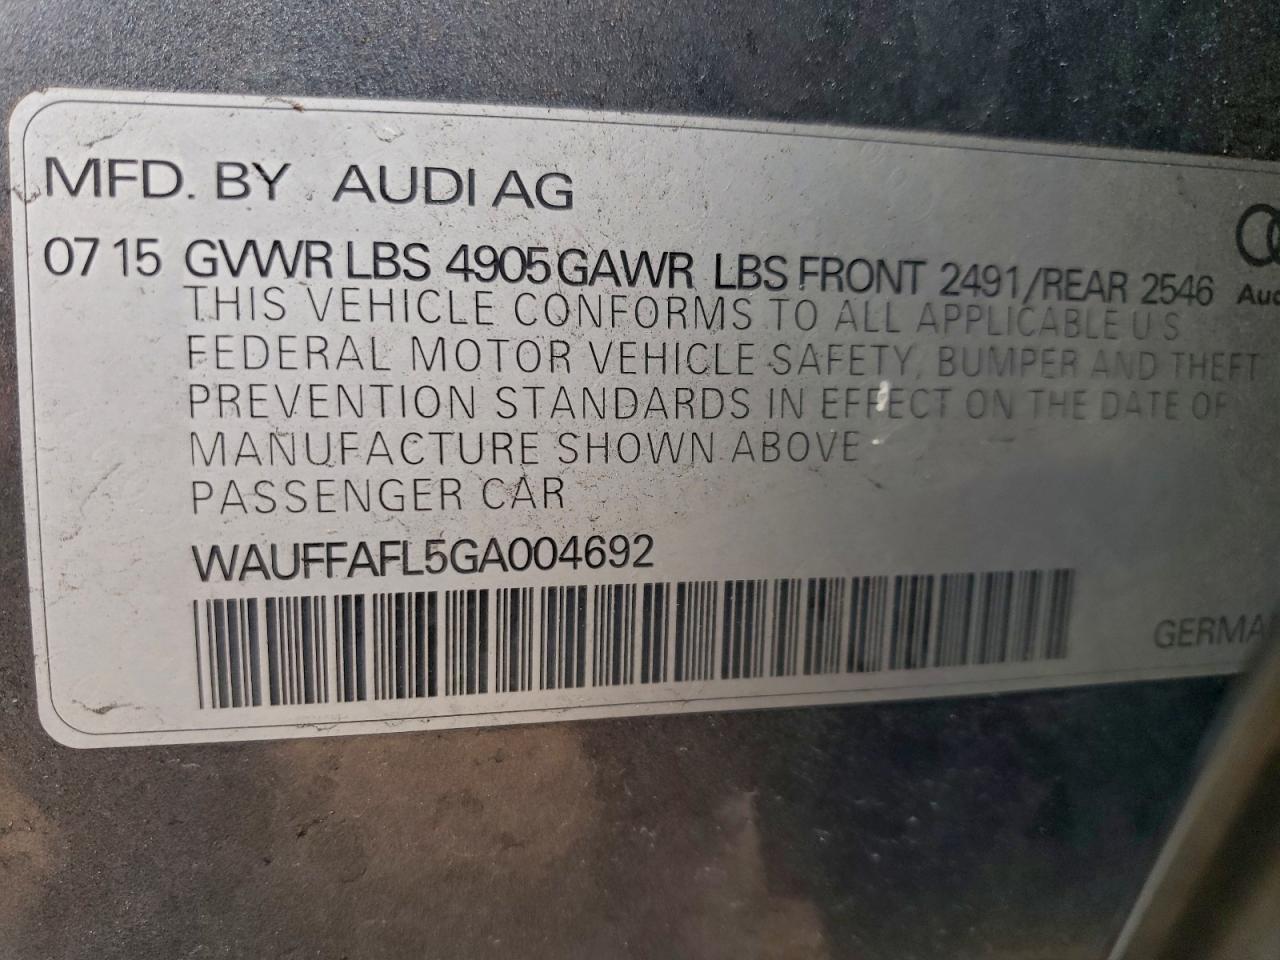 MFD. BY AUDI AG
07 15 GVWR LBS 4905 GAWR LBS FRONT 2491/REAR 2546
THIS VEHICLE CONFORMS TO ALL APPLICABLE U S
FEDERAL MOTOR VEHICLE SAFETY, BUMPER AND THEFT
PREVENTION STANDARDS IN EFFECT ON THE DATE OF
MANUFACTURE SHOWN ABOVE
PASSENGER CAR
WAUFFAFL5GA004692